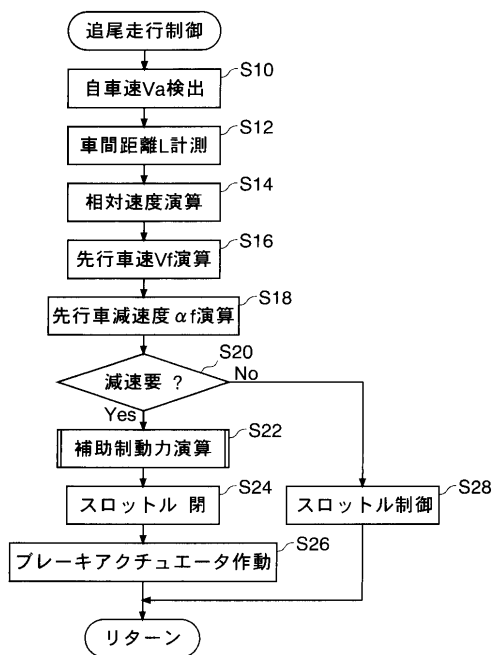 追尾走行制御
S10
自車速Va検出
S12
車間距離L計測
S14
相対速度演算
S16
先行車速Vf演算
S18
先行車減速度αf演算
S20
減速要 ?
No
Yes
S22
補助制動力演算
S24
スロットル 閉
S28
スロットル制御
S26
ブレーキアクチュエータ作動
リターン